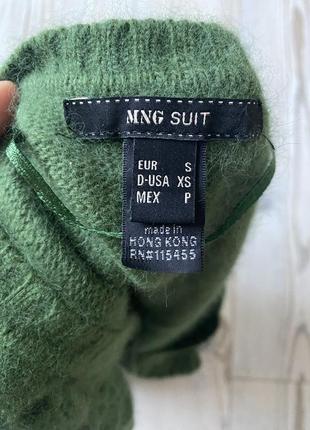 MNG SUIT
EUR S
D-USA XS
MEX P
made in
HONG KONG
RN#115455